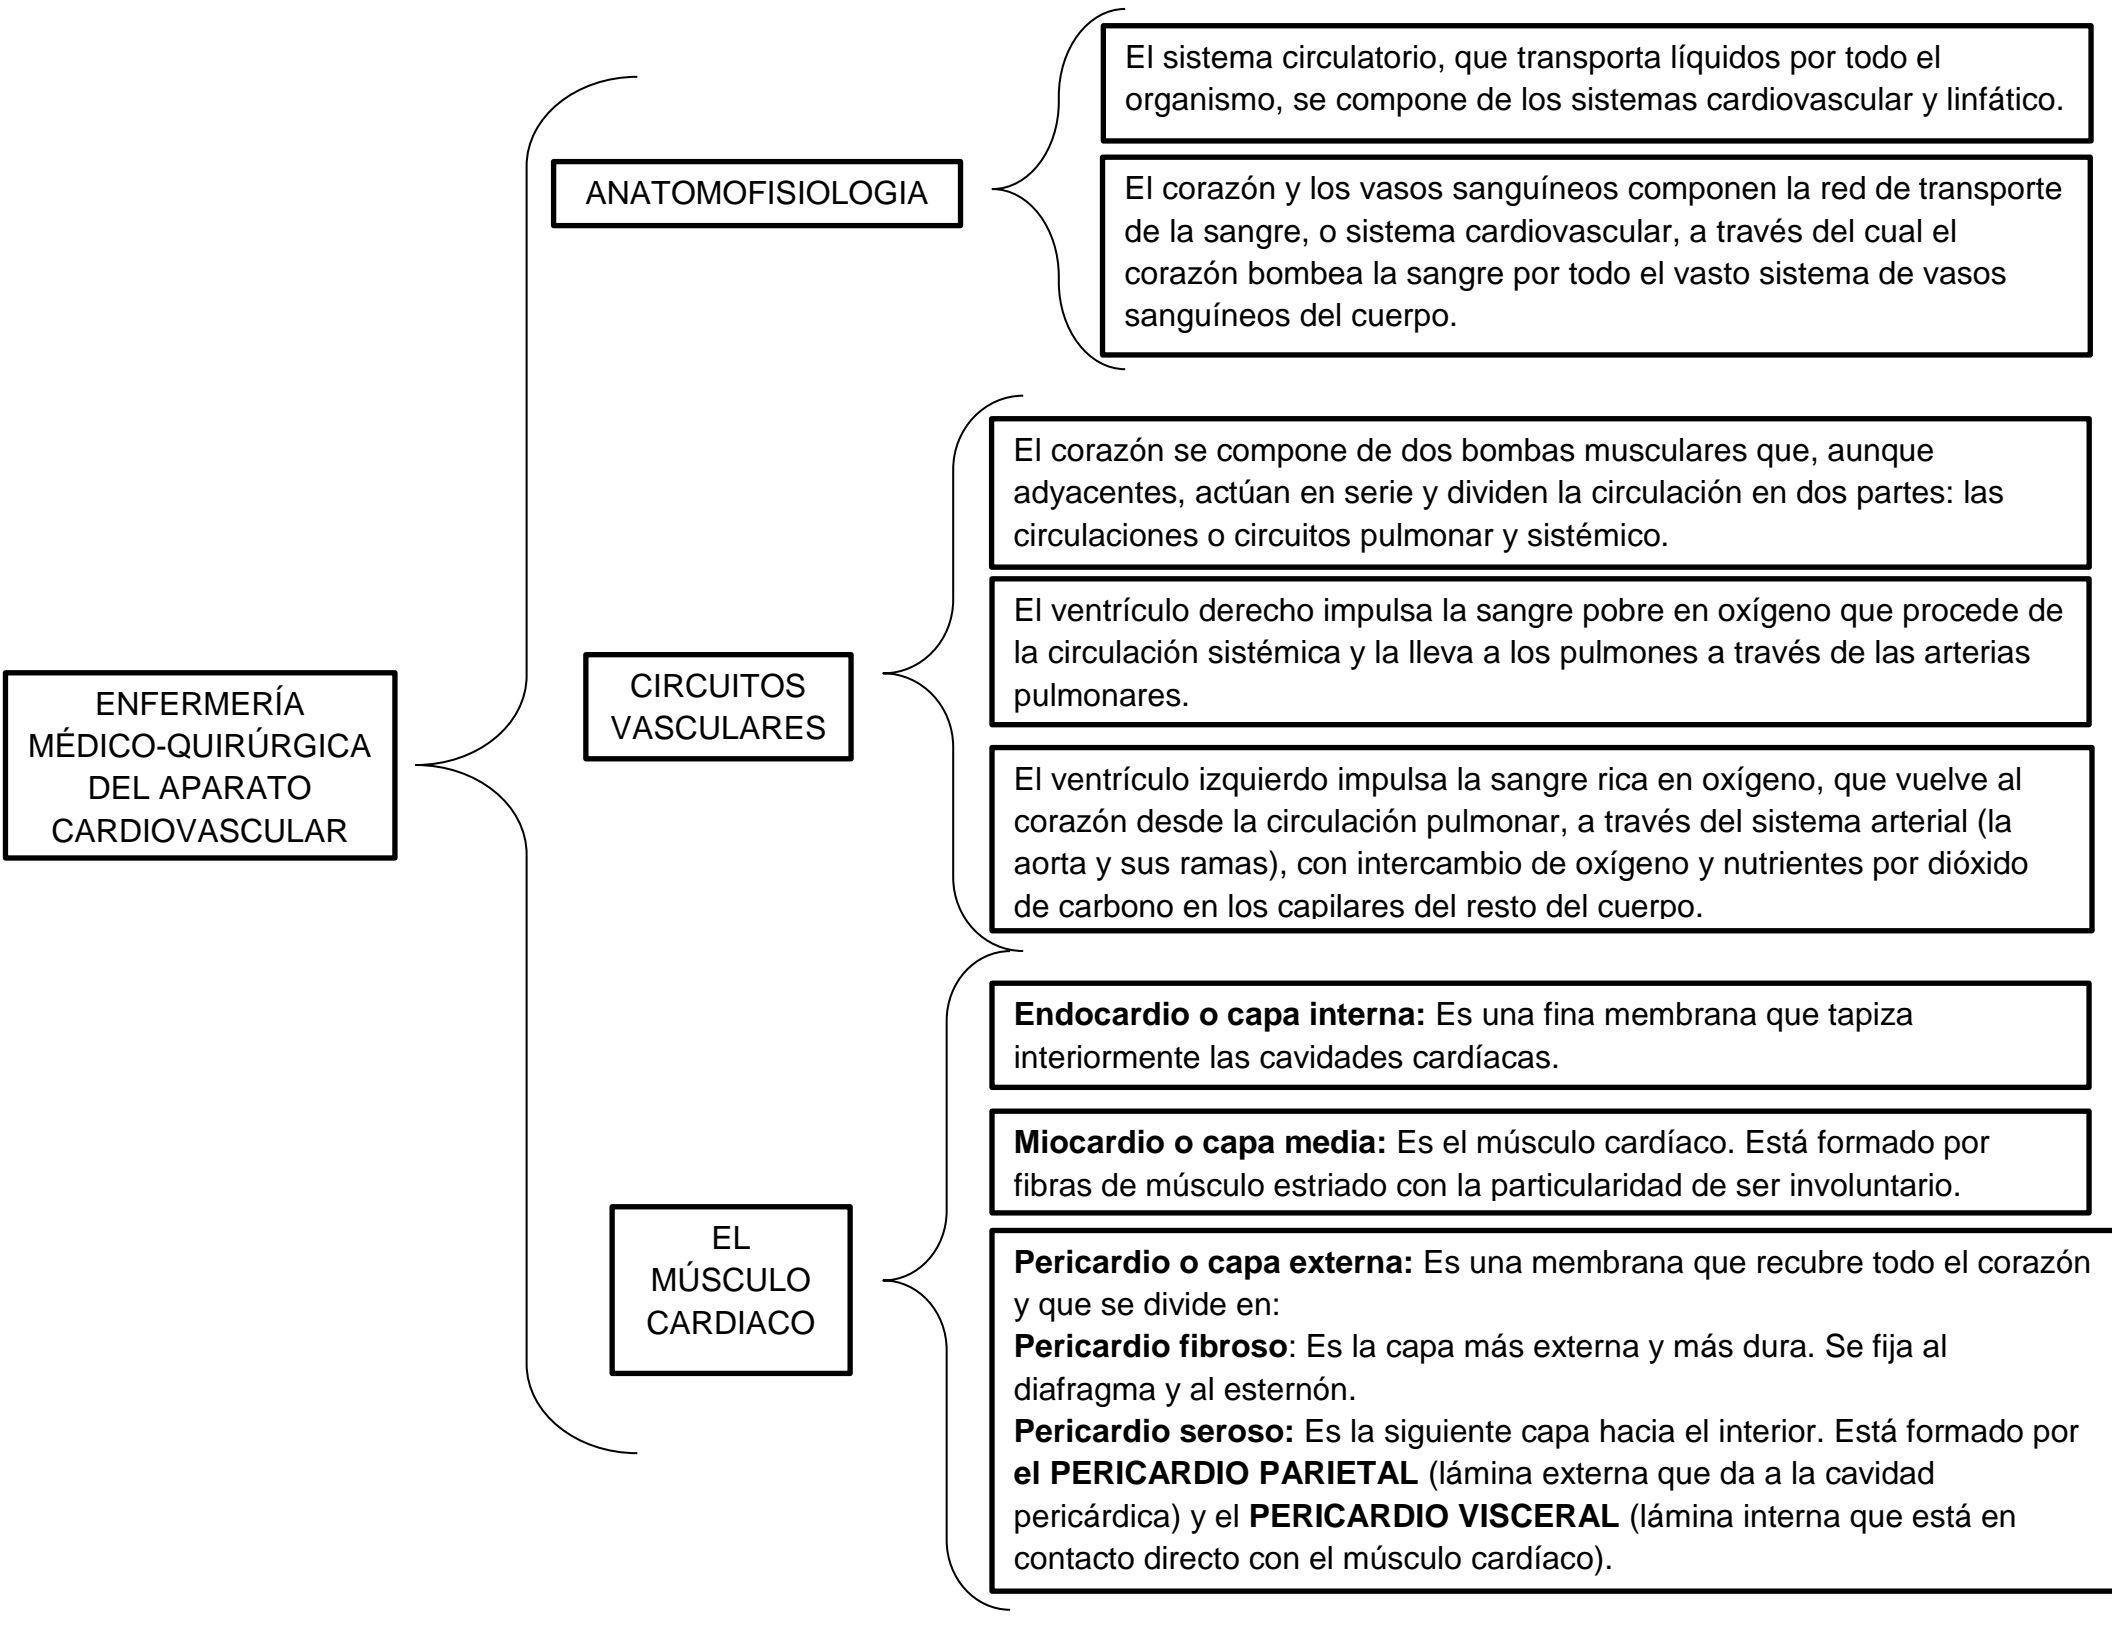 El sistema circulatorio, que transporta líquidos por todo el
organismo, se compone de los sistemas cardiovascular y linfático.
ANATOMOFISIOLOGIA
El corazón y los vasos sanguíneos componen la red de transporte
de la sangre, o sistema cardiovascular, a través del cual el
corazón bombea la sangre por todo el vasto sistema de vasos
sanguíneos del cuerpo.
El corazón se compone de dos bombas musculares que, aunque
adyacentes, actúan en serie y dividen la circulación en dos partes: las
circulaciones o circuitos pulmonar y sistémico.
El ventrículo derecho impulsa la sangre pobre en oxígeno que procede de
la circulación sistémica y la lleva a los pulmones a través de las arterias
pulmonares.
CIRCUITOS
VASCULARES
ENFERMERÍA
MÉDICO-QUIRÚRGICA
DEL APARATO
CARDIOVASCULAR
El ventrículo izquierdo impulsa la sangre rica en oxígeno, que vuelve al
corazón desde la circulación pulmonar, a través del sistema arterial (la
aorta y sus ramas), con intercambio de oxígeno y nutrientes por dióxido
de carbono en los capilares del resto del cuerpo.
Endocardio o capa interna: Es una fina membrana que tapiza
interiormente las cavidades cardíacas.
Miocardio o capa media: Es el músculo cardíaco. Está formado por
fibras de músculo estriado con la particularidad de ser involuntario.
EL
MÚSCULO
CARDIACO
Pericardio o capa externa: Es una membrana que recubre todo el corazón
y que se divide en:
Pericardio fibroso: Es la capa más externa y más dura. Se fija al
diafragma y al esternón.
Pericardio seroso: Es la siguiente capa hacia el interior. Está formado por
el PERICARDIO PARIETAL (lámina externa que da a la cavidad
pericárdica) y el PERICARDIO VISCERAL (lámina interna que está en
contacto directo con el músculo cardíaco).